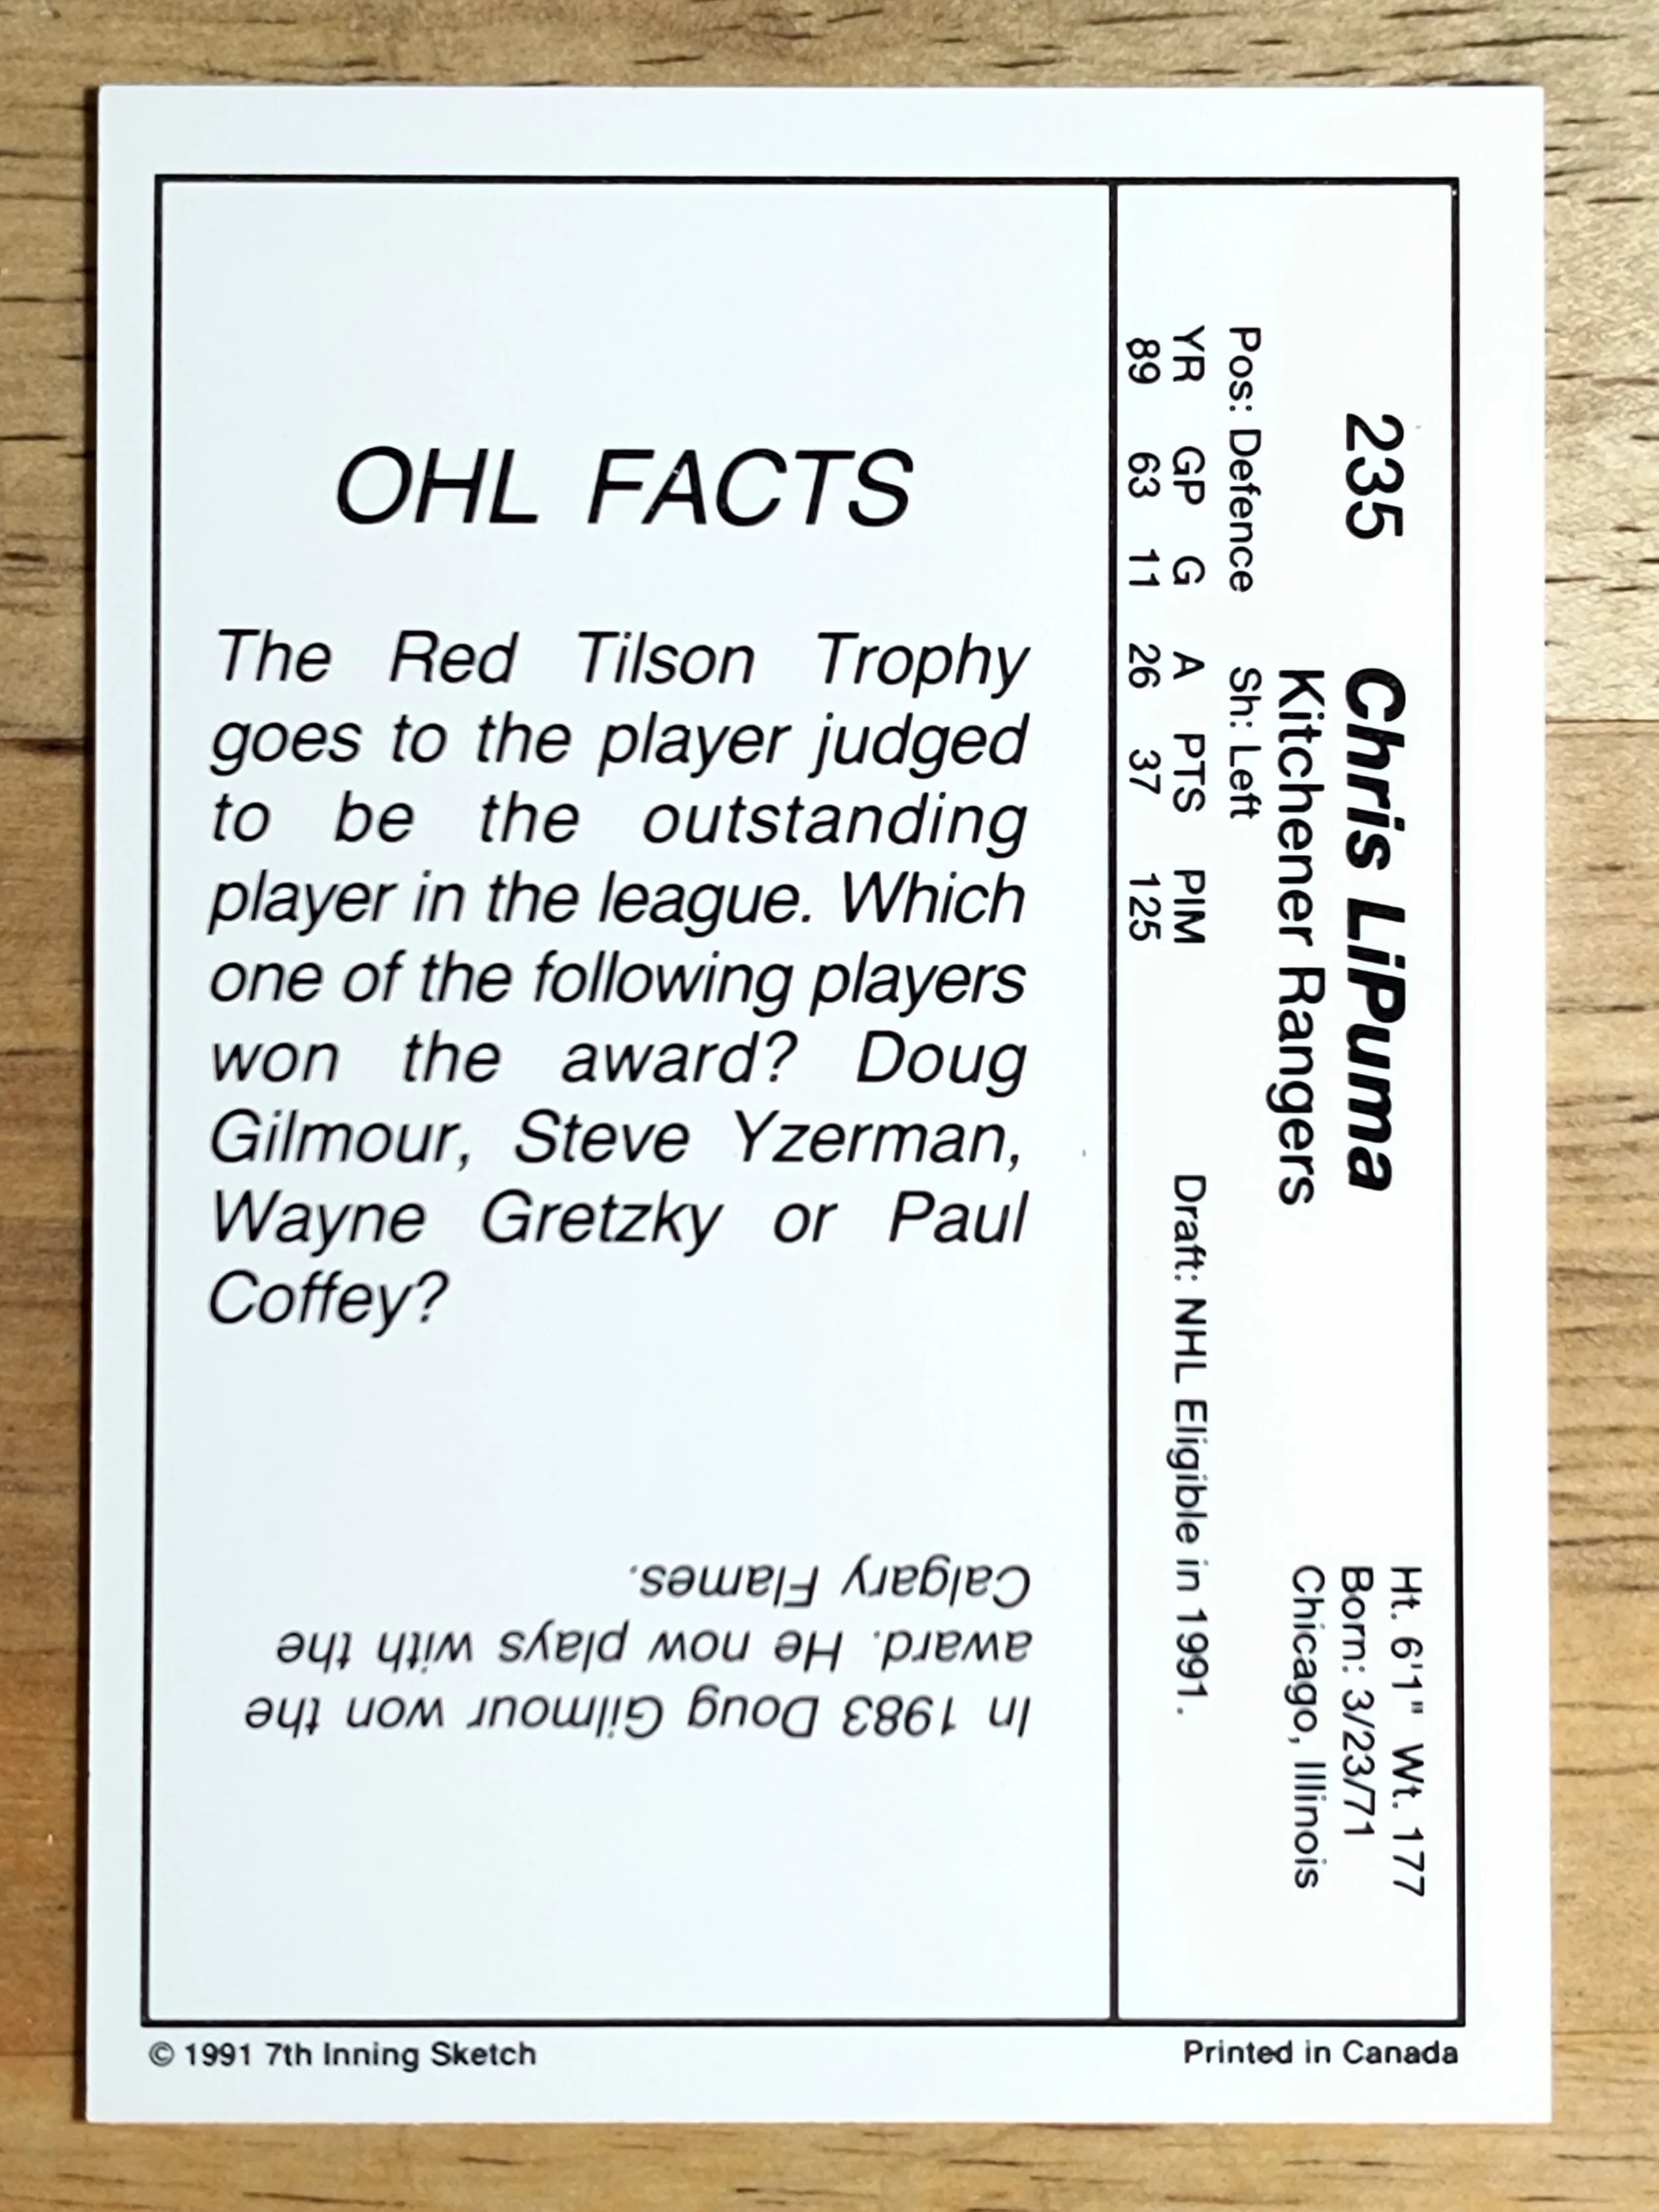 235 Chris LiPuma
Kitchener Rangers
Ht. 6'1" Wt. 177
Born: 3/23/71
Chicago, Illinois
Pos: Defence Sh: Left
YR GP G A PTS PIM
89 63 11 26 37 125
Draft: NHL Eligible in 1991.
OHL FACTS
The Red Tilson Trophy
goes to the player judged
to be the outstanding
player in the league. Which
one of the following players
won the award? Doug
Gilmour, Steve Yzerman,
Wayne Gretzky or Paul
Coffey?
In 1983 Doug Gilmour won the
award. He now plays with the
Calgary Flames.
© 1991 7th Inning Sketch
Printed in Canada